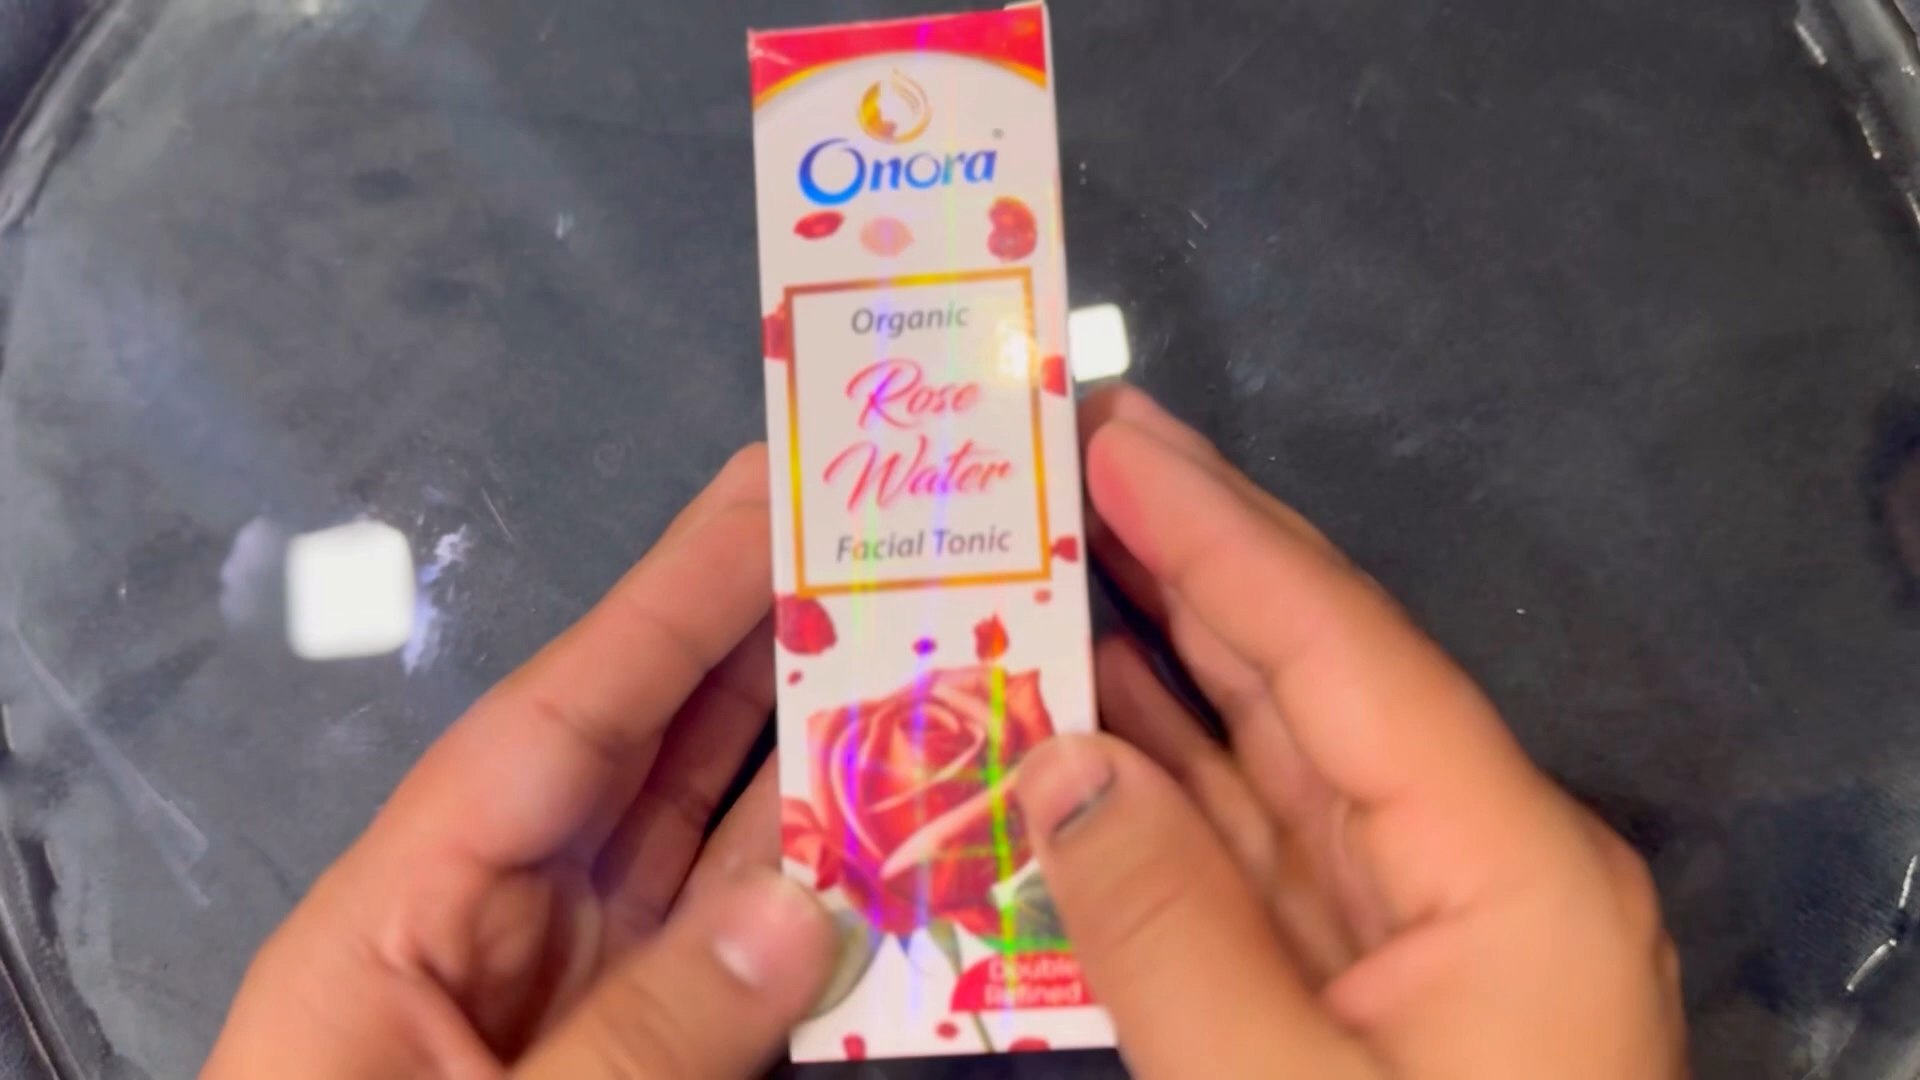 Onora
Organic
Rose
Water
Facial Tonic
Double
Refined